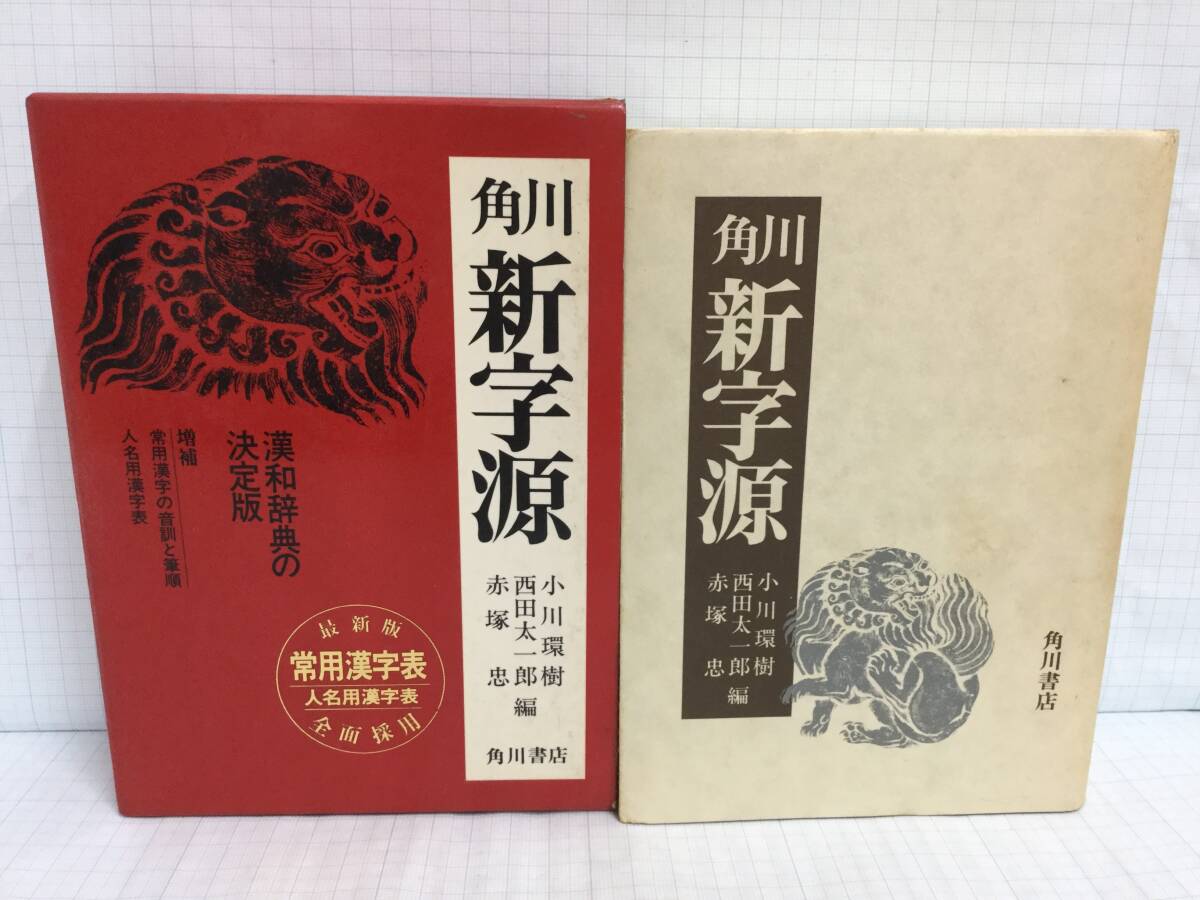 角川
新字源
小川環樹
西田太一郎
赤塚 忠
編
角川書店
漢和辞典の
決定版
増補
常用漢字の音訓と筆順
人名用漢字表
最新版
常用漢字表
人名用漢字表
全面採用
角川
新字源
小川環樹
西田太一郎
赤塚 忠
編
角川書店